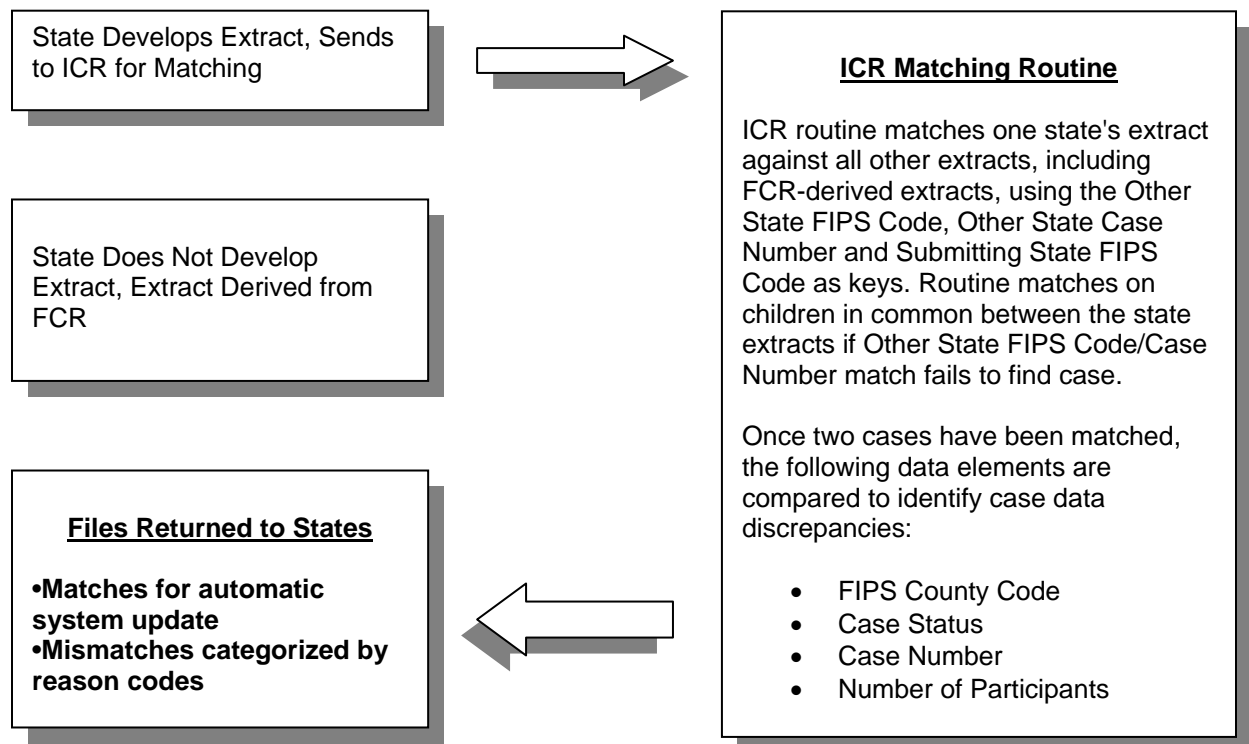 State Develops Extract, Sends
to ICR for Matching
State Does Not Develop
Extract, Extract Derived from
FCR
Files Returned to States
•Matches for automatic
system update
•Mismatches categorized by
reason codes
ICR Matching Routine
ICR routine matches one state's extract
against all other extracts, including
FCR-derived extracts, using the Other
State FIPS Code, Other State Case
Number and Submitting State FIPS
Code as keys. Routine matches on
children in common between the state
extracts if Other State FIPS Code/Case
Number match fails to find case.
Once two cases have been matched,
the following data elements are
compared to identify case data
discrepancies:
• FIPS County Code
• Case Status
• Case Number
• Number of Participants